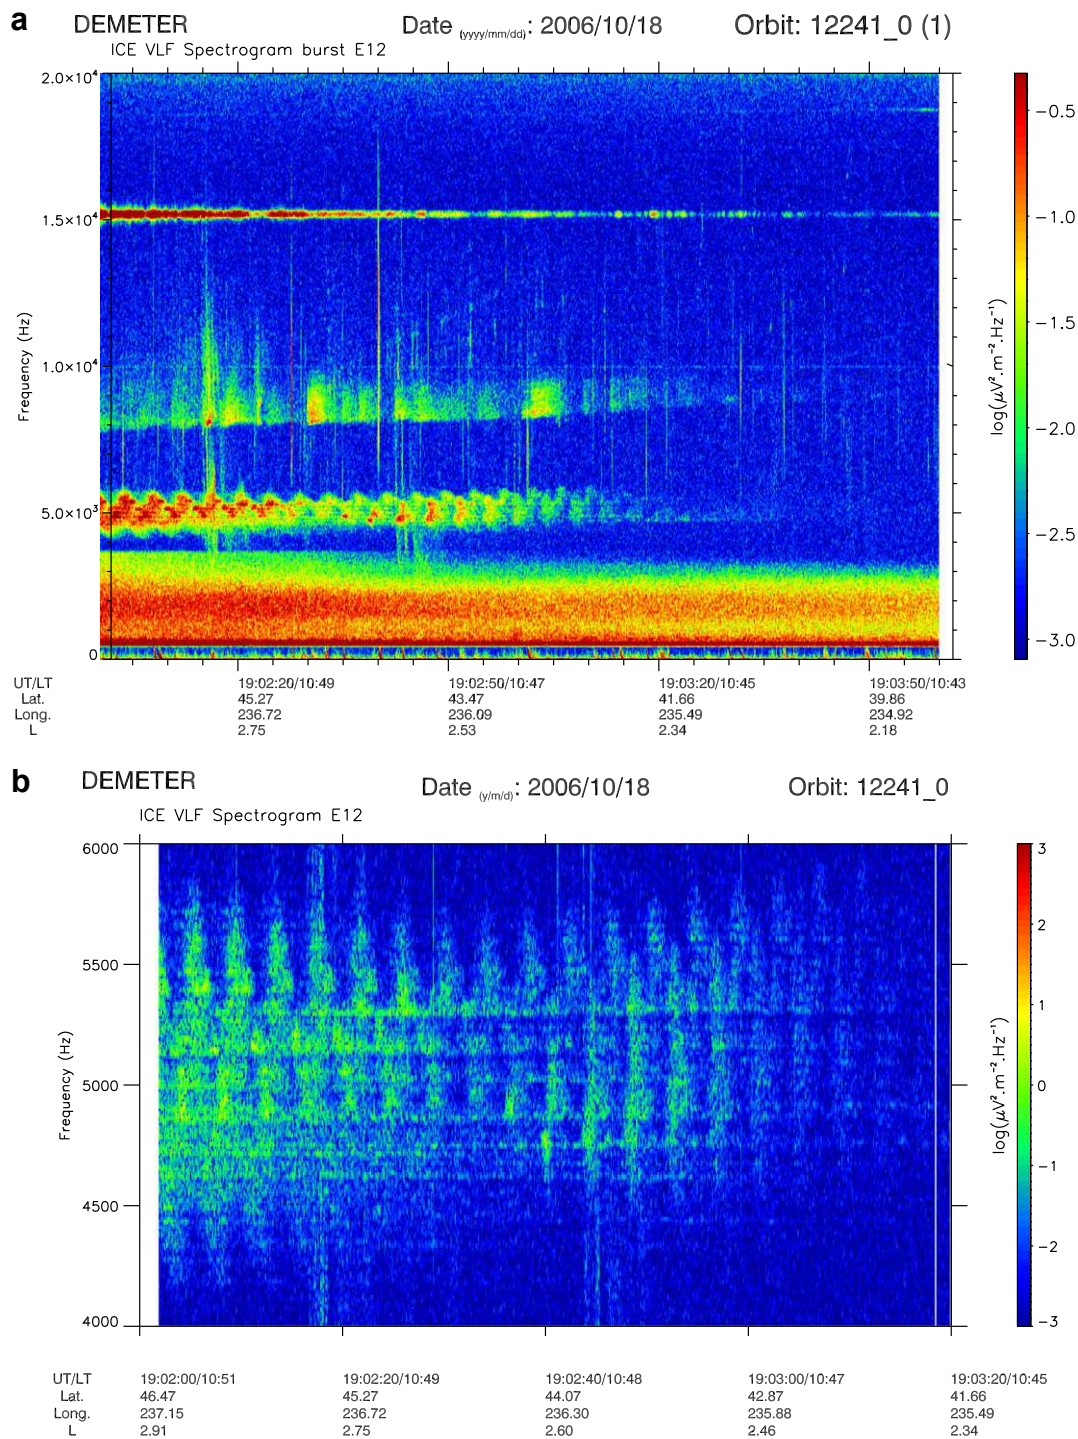 a
DEMETER Date (yyyy/mm/dd): 2006/10/18 Orbit: 12241_0 (1)
ICE VLF Spectrogram burst E12
2.0×10⁴
1.5×10⁴
1.0×10⁴
5.0×10³
0
Frequency (Hz)
−0.5
−1.0
−1.5
−2.0
−2.5
−3.0
log(μV².m⁻².Hz⁻¹)
UT/LT 19:02:20/10:49 19:02:50/10:47 19:03:20/10:45 19:03:50/10:43
Lat. 45.27 43.47 41.66 39.86
Long. 236.72 236.09 235.49 234.92
L 2.75 2.53 2.34 2.18
b
DEMETER Date (y/m/d): 2006/10/18 Orbit: 12241_0
ICE VLF Spectrogram E12
6000
5500
5000
4500
4000
Frequency (Hz)
3
2
1
0
−1
−2
−3
log(μV².m⁻².Hz⁻¹)
UT/LT 19:02:00/10:51 19:02:20/10:49 19:02:40/10:48 19:03:00/10:47 19:03:20/10:45
Lat. 46.47 45.27 44.07 42.87 41.66
Long. 237.15 236.72 236.30 235.88 235.49
L 2.91 2.75 2.60 2.46 2.34